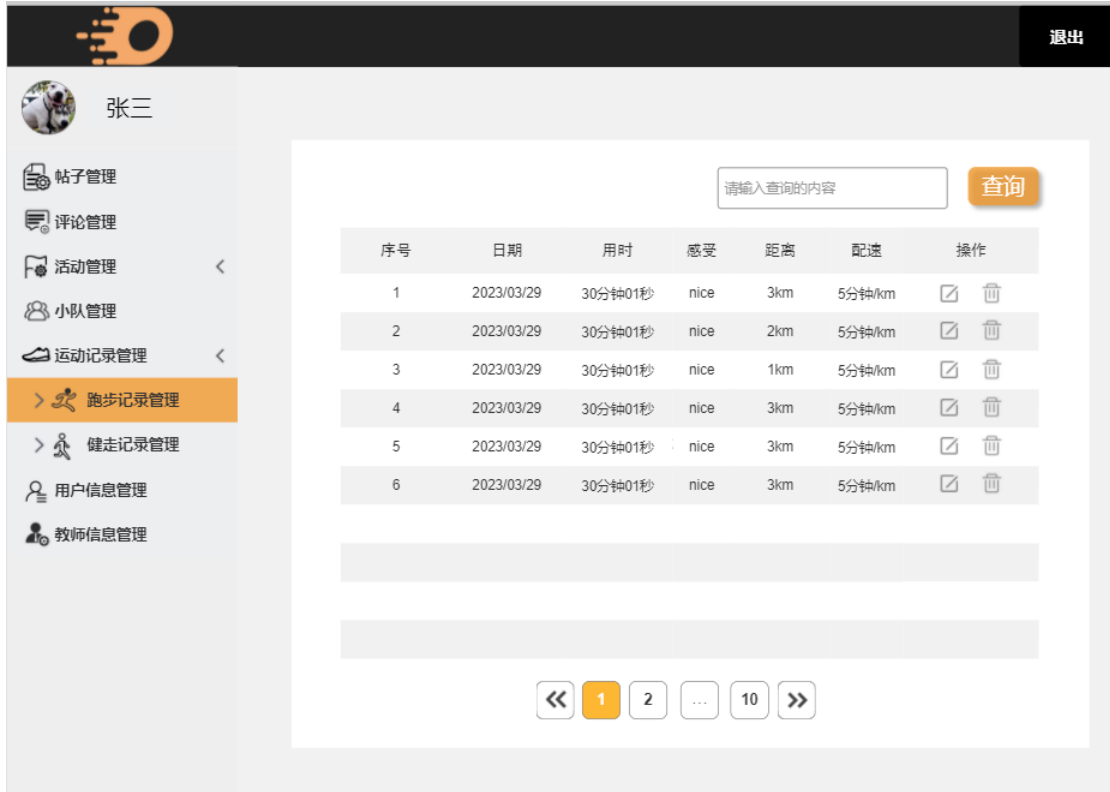 退出
张三
帖子管理
评论管理
活动管理
小队管理
运动记录管理
跑步记录管理
健走记录管理
用户信息管理
教师信息管理
请输入查询的内容 查询
序号 日期 用时 感受 距离 配速 操作
1 2023/03/29 30分钟01秒 nice 3km 5分钟/km
2 2023/03/29 30分钟01秒 nice 2km 5分钟/km
3 2023/03/29 30分钟01秒 nice 1km 5分钟/km
4 2023/03/29 30分钟01秒 nice 3km 5分钟/km
5 2023/03/29 30分钟01秒 nice 3km 5分钟/km
6 2023/03/29 30分钟01秒 nice 3km 5分钟/km
1 2 ... 10